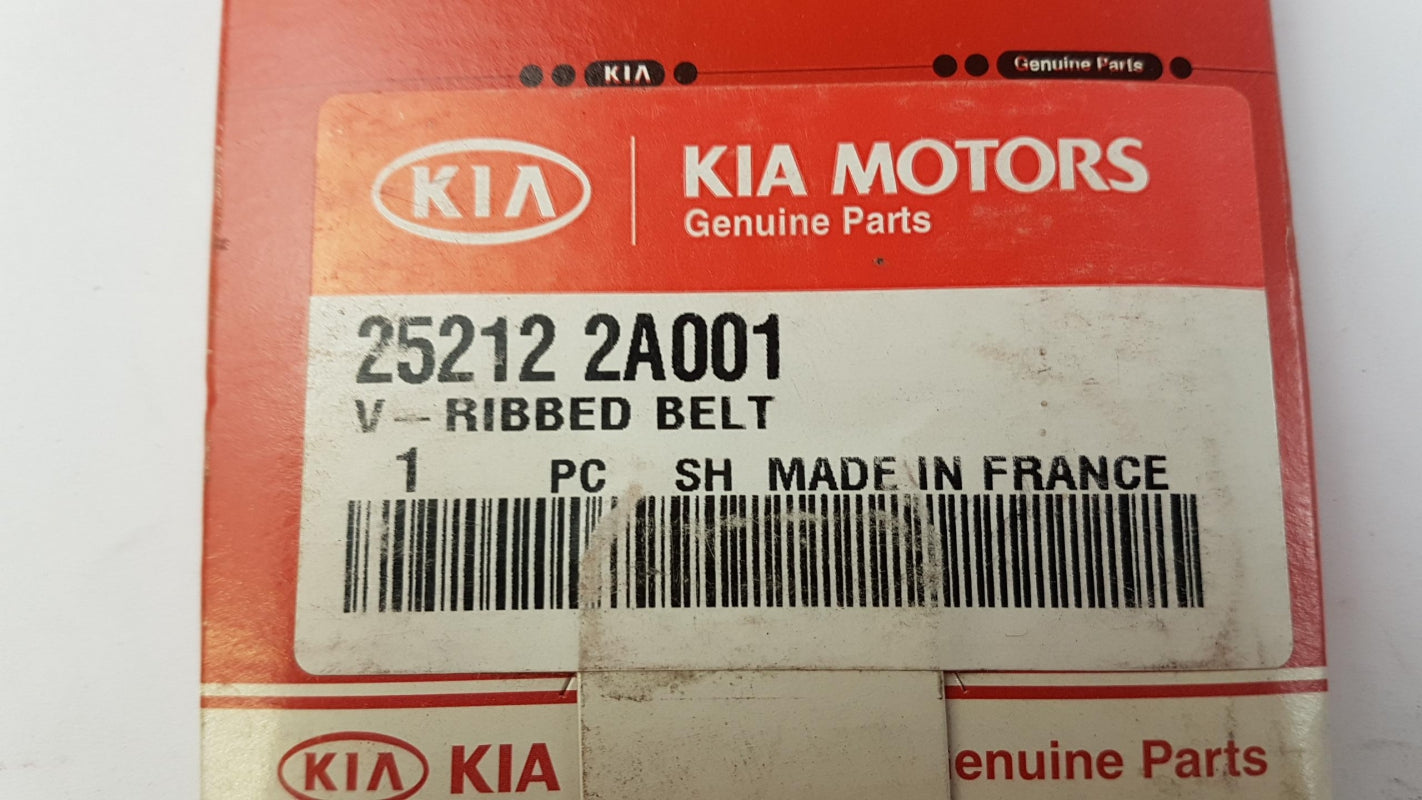 KIA Genuine Parts
KIA KIA MOTORS
Genuine Parts
25212 2A001
V-RIBBED BELT
1 PC SH MADE IN FRANCE
KIA KIA enuine Parts